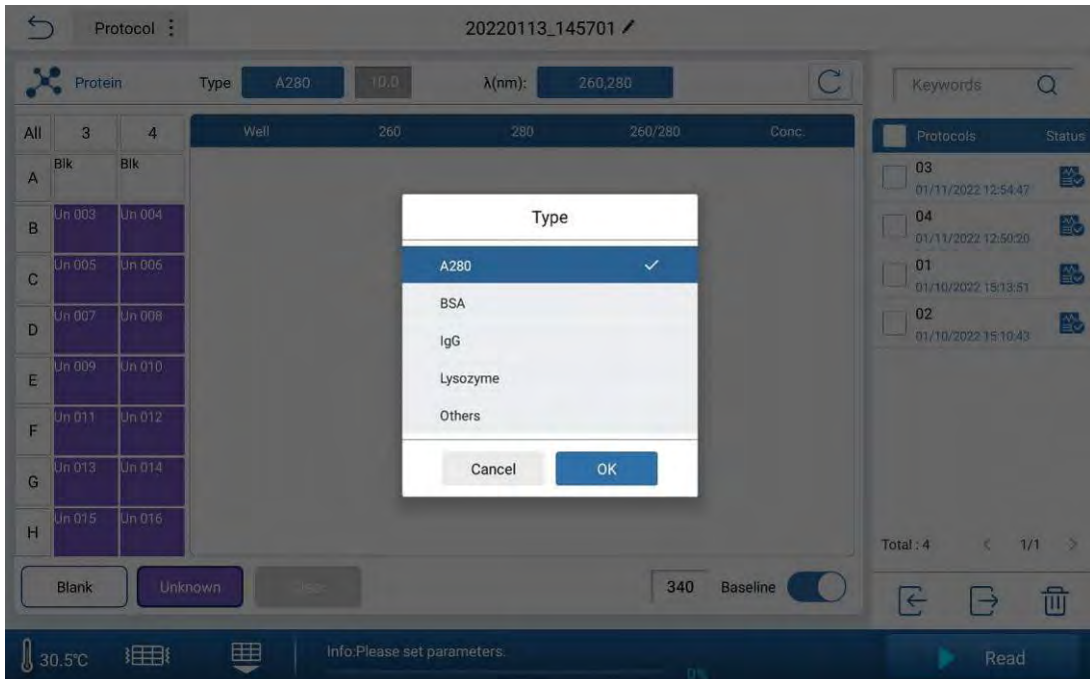 Protocol
20220113_145701
Protein Type A280 10.0 λ(nm): 260,280
Keywords
All 3 4
Well 260 280 260/280 Conc.
Protocols Status
A Blk Blk
B Un 003 Un 004
C Un 005 Un 006
D Un 007 Un 008
E Un 009 Un 010
F Un 011 Un 012
G Un 013 Un 014
H Un 015 Un 016
Type
A280
BSA
IgG
Lysozyme
Others
Cancel OK
03
01/11/2022 12:54:47
04
01/11/2022 12:50:20
01
01/10/2022 15:13:51
02
01/10/2022 15:10:43
Total : 4 < 1/1 >
Blank Unknown 340 Baseline
30.5℃ Info:Please set parameters. 0% Read